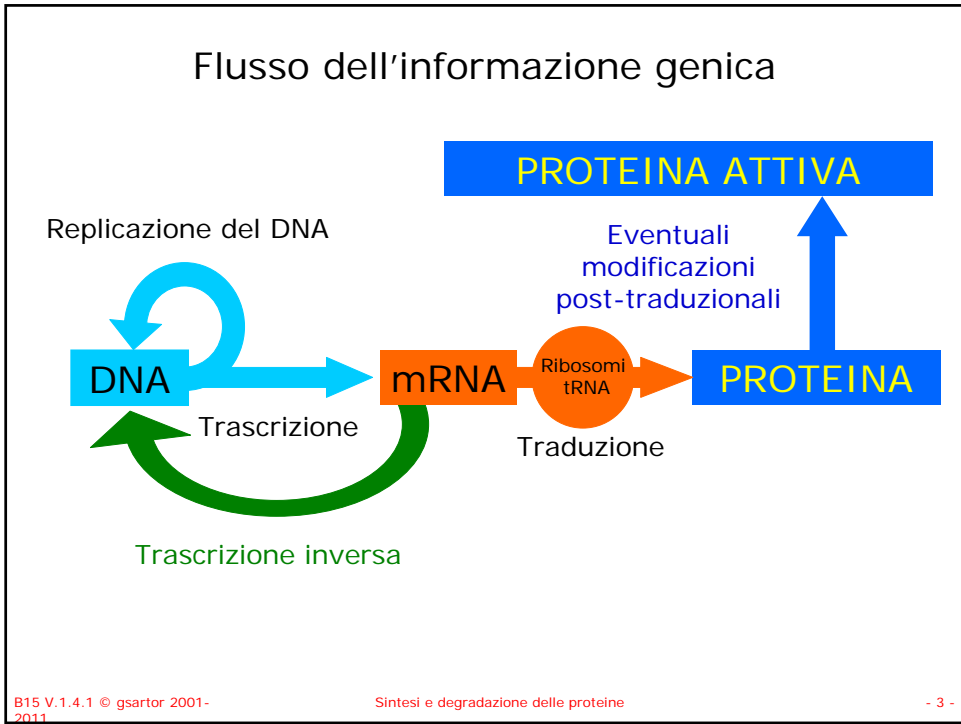 Flusso dell'informazione genica
PROTEINA ATTIVA
Replicazione del DNA
Eventuali
modificazioni
post-traduzionali
DNA
mRNA
Ribosomi
tRNA
PROTEINA
Trascrizione
Traduzione
Trascrizione inversa
B15 V.1.4.1 © gsartor 2001-
2011
Sintesi e degradazione delle proteine
- 3 -